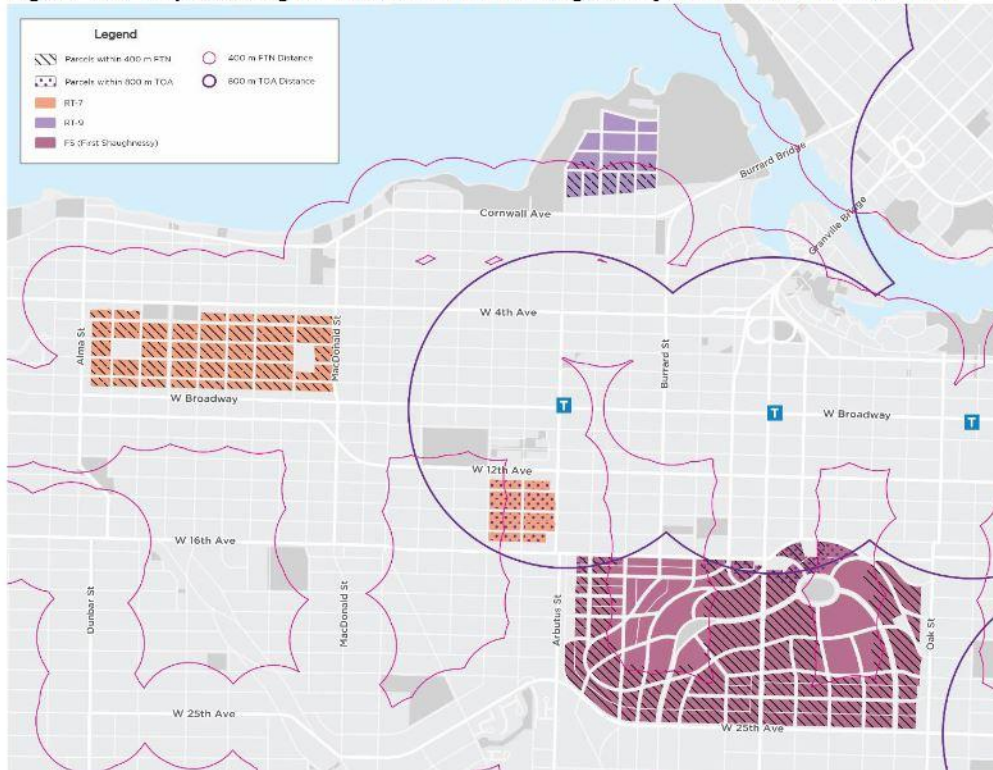 Legend
Parcels within 400 m FTN
400 m FTN Distance
Parcels within 800 m TOA
800 m TOA Distance
RT-7
RT-9
FS (First Shaughnessy)
Burrard Bridge
Cornwall Ave
Granville Bridge
W 4th Ave
Alma St
MacDonald St
Burrard St
W Broadway
T
T
W Broadway
T
W 12th Ave
W 16th Ave
Dunbar St
MacDonald St
Arbutus St
Oak St
W 25th Ave
W 25th Ave